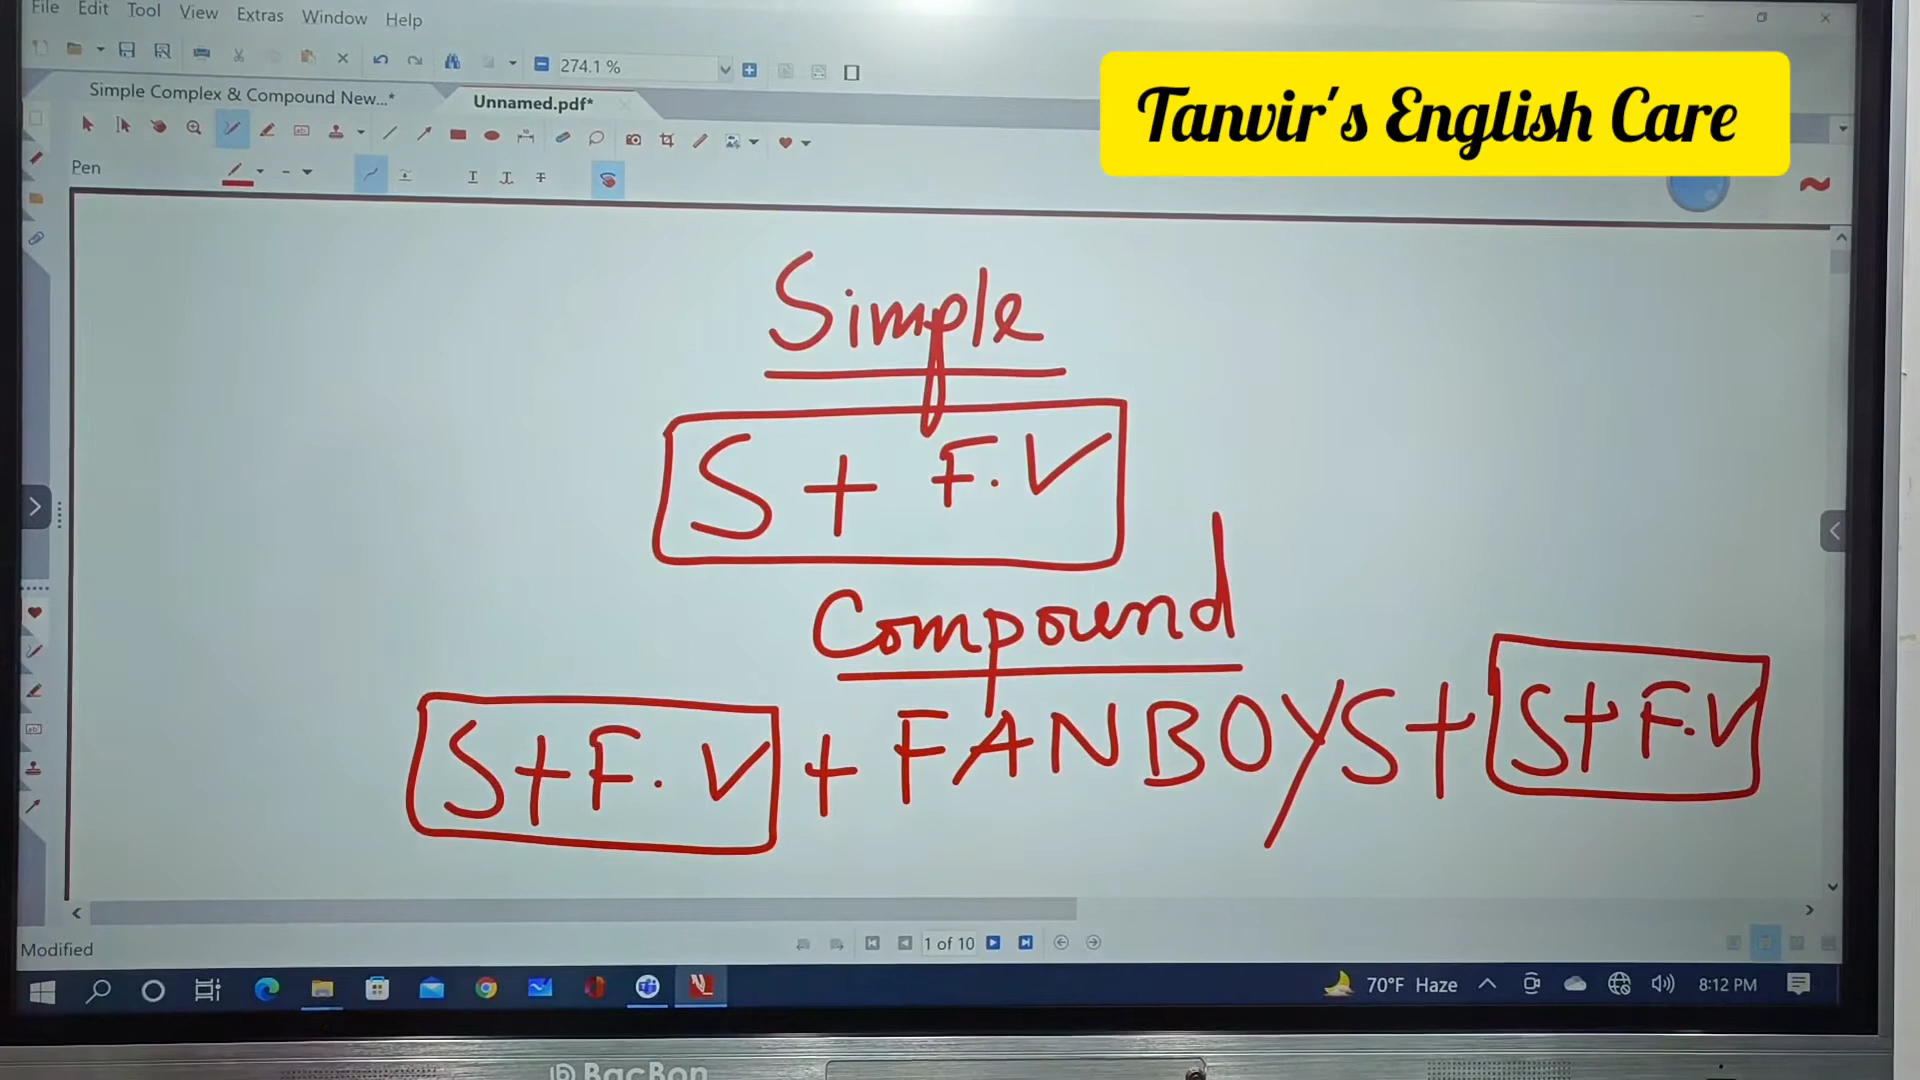 File Edit Tool View Extras Window Help
274.1 %
Tanvir's English Care
Simple Complex & Compound New...*
Unnamed.pdf*
Pen
Simple
S + F.V
Compound
S+F.V + FANBOYS + S+F.V
1 of 10
Modified
70°F Haze
8:12 PM
BacBon